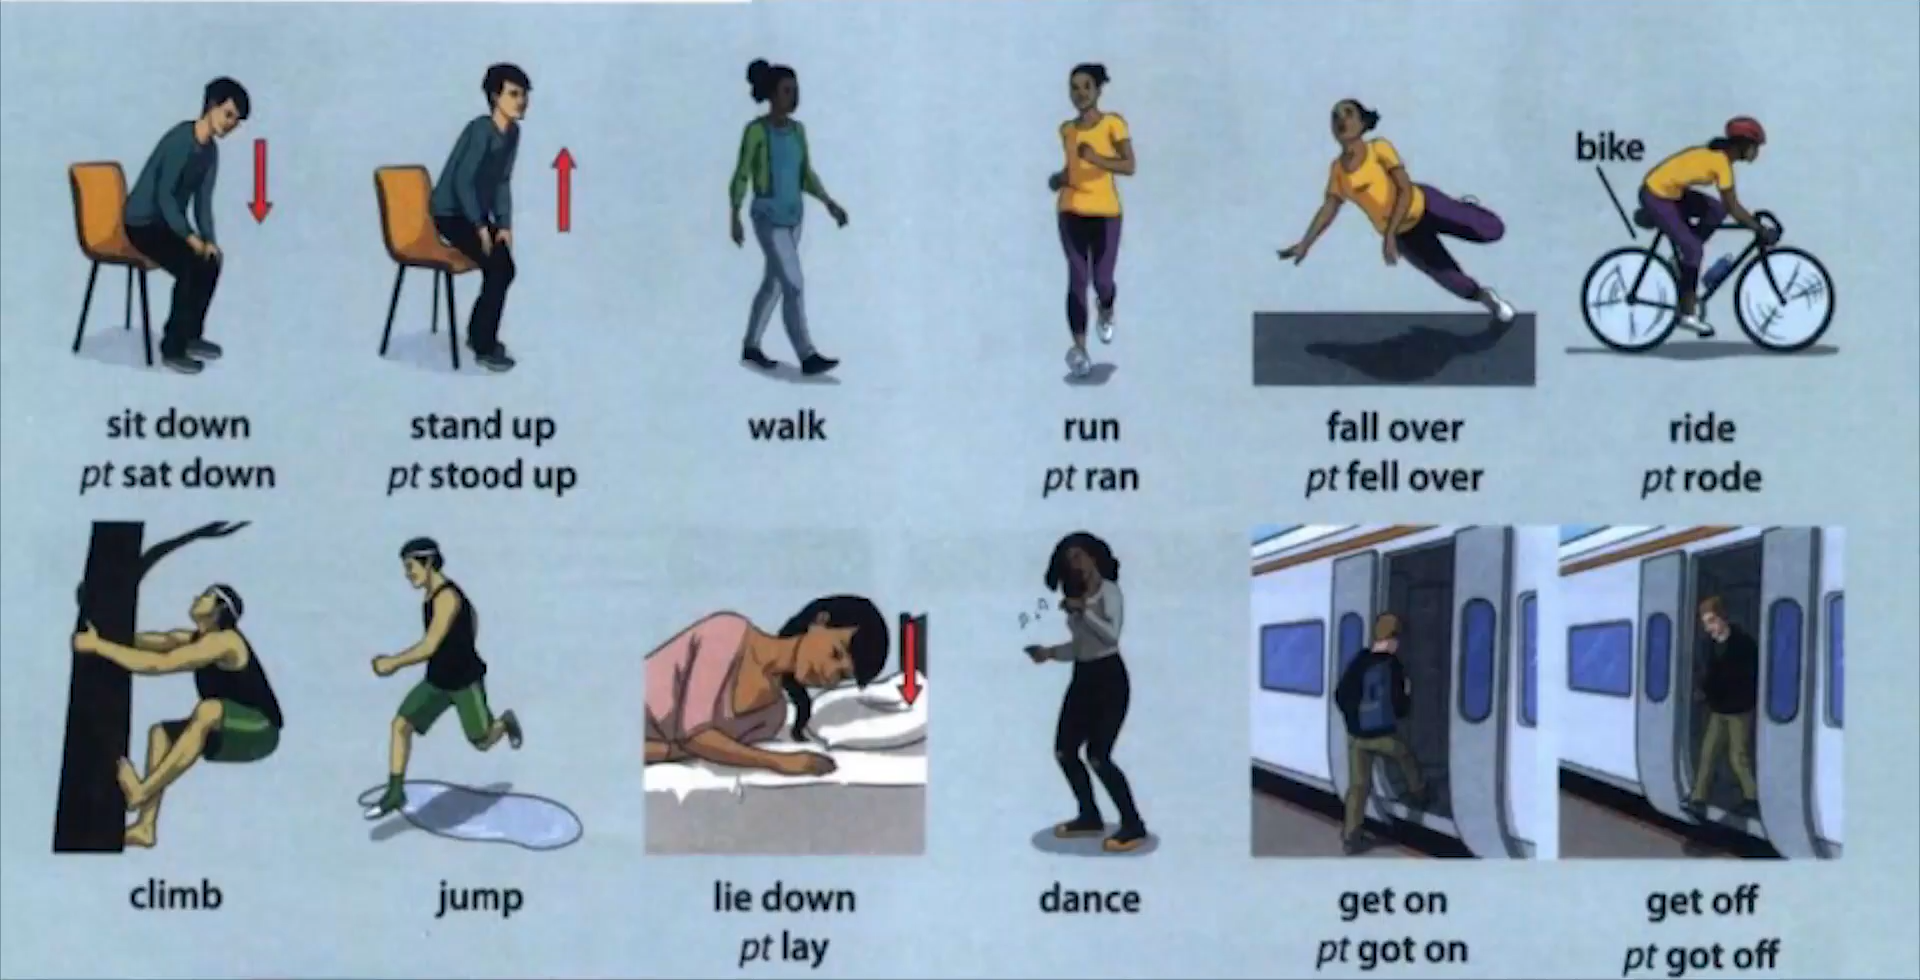 bike
sit down
pt sat down
stand up
pt stood up
walk
run
pt ran
fall over
pt fell over
ride
pt rode
climb
jump
lie down
pt lay
dance
get on
pt got on
get off
pt got off